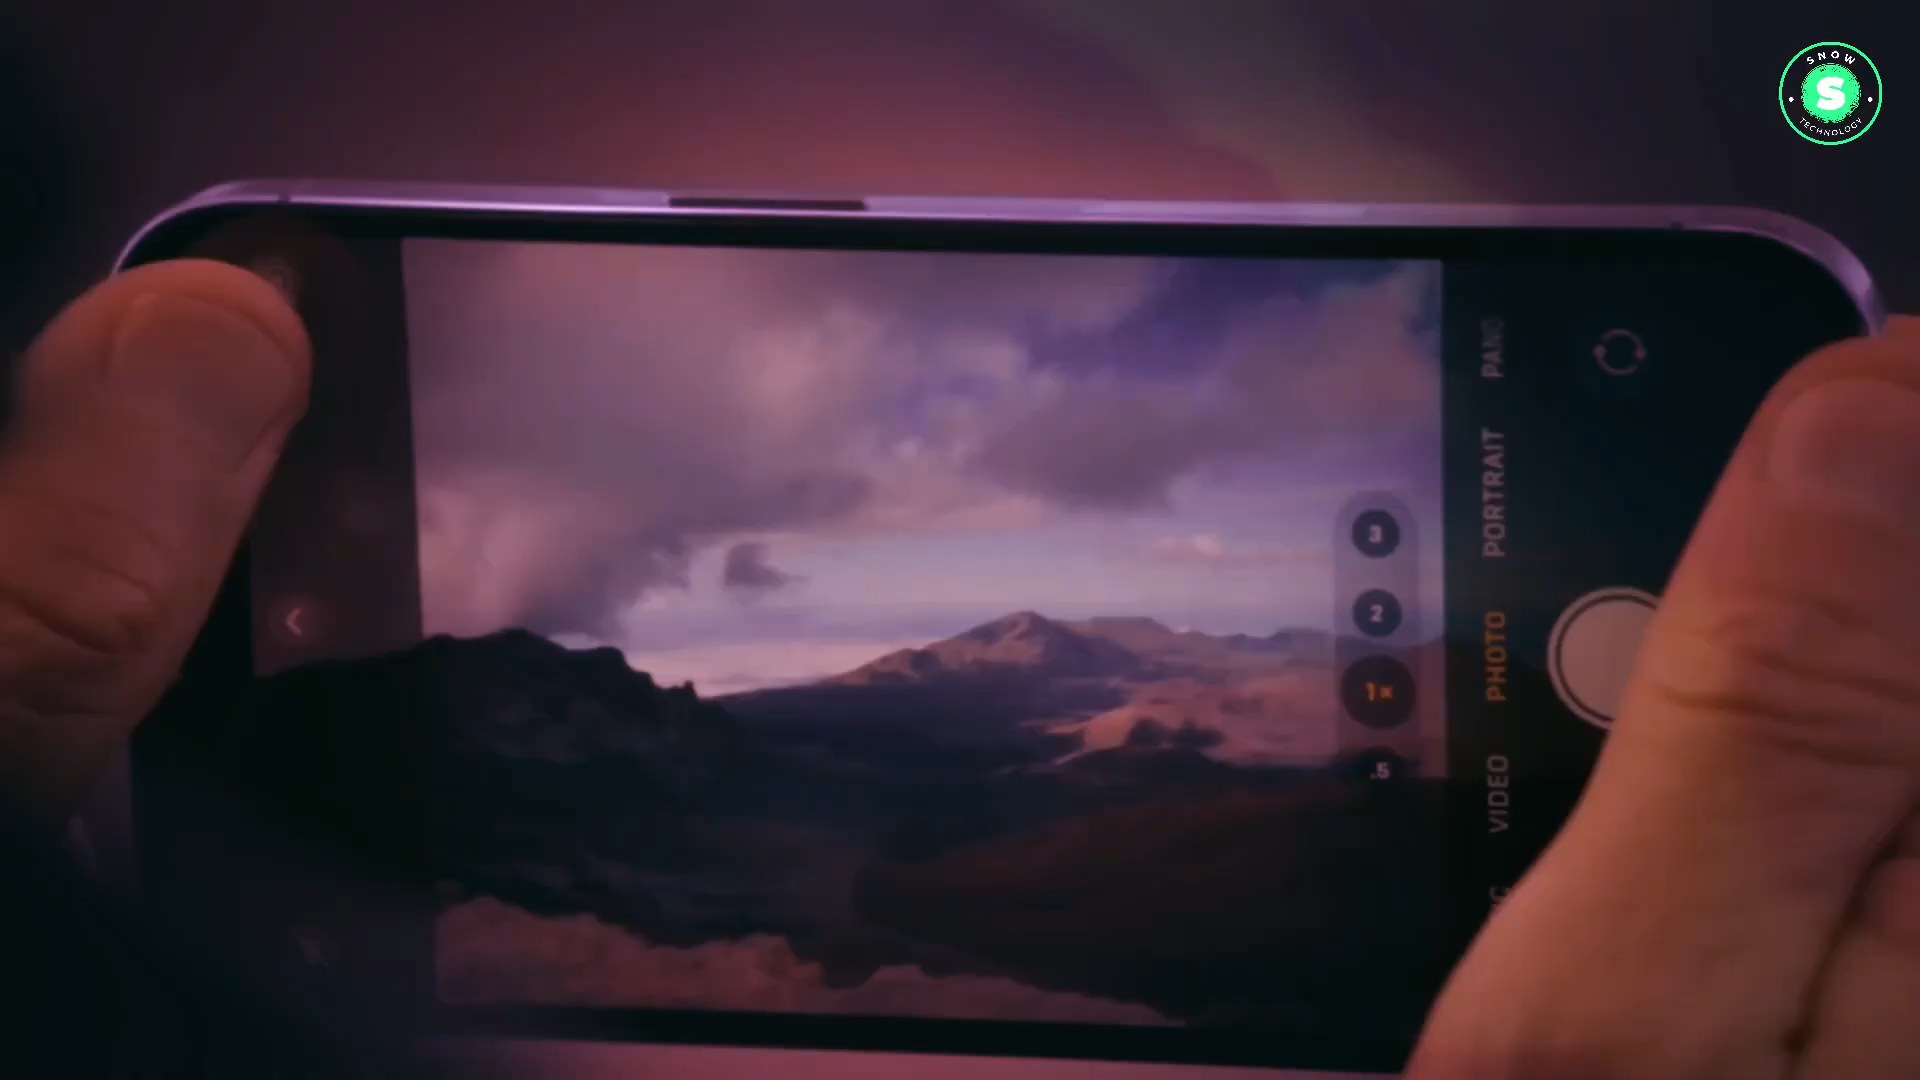 SNOW
S
TECHNOLOGY
PANO
PORTRAIT
PHOTO
VIDEO
3
2
1×
.5